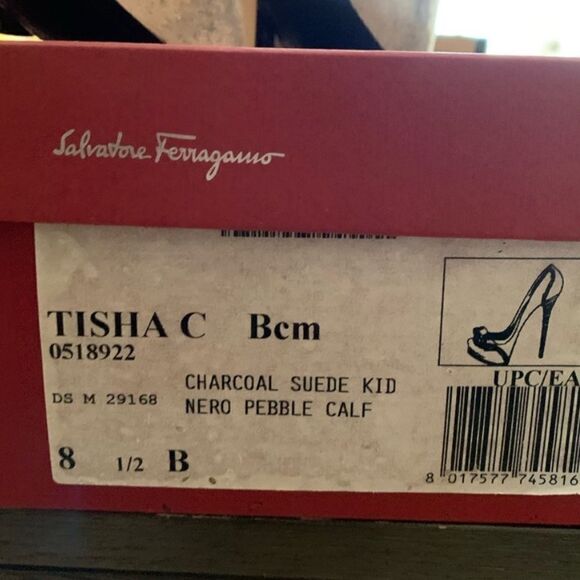 Salvatore Ferragamo
TISHA C Bcm
0518922
CHARCOAL SUEDE KID
DS M 29168 NERO PEBBLE CALF
8 1/2 B
UPC/EA
8 017577 74581